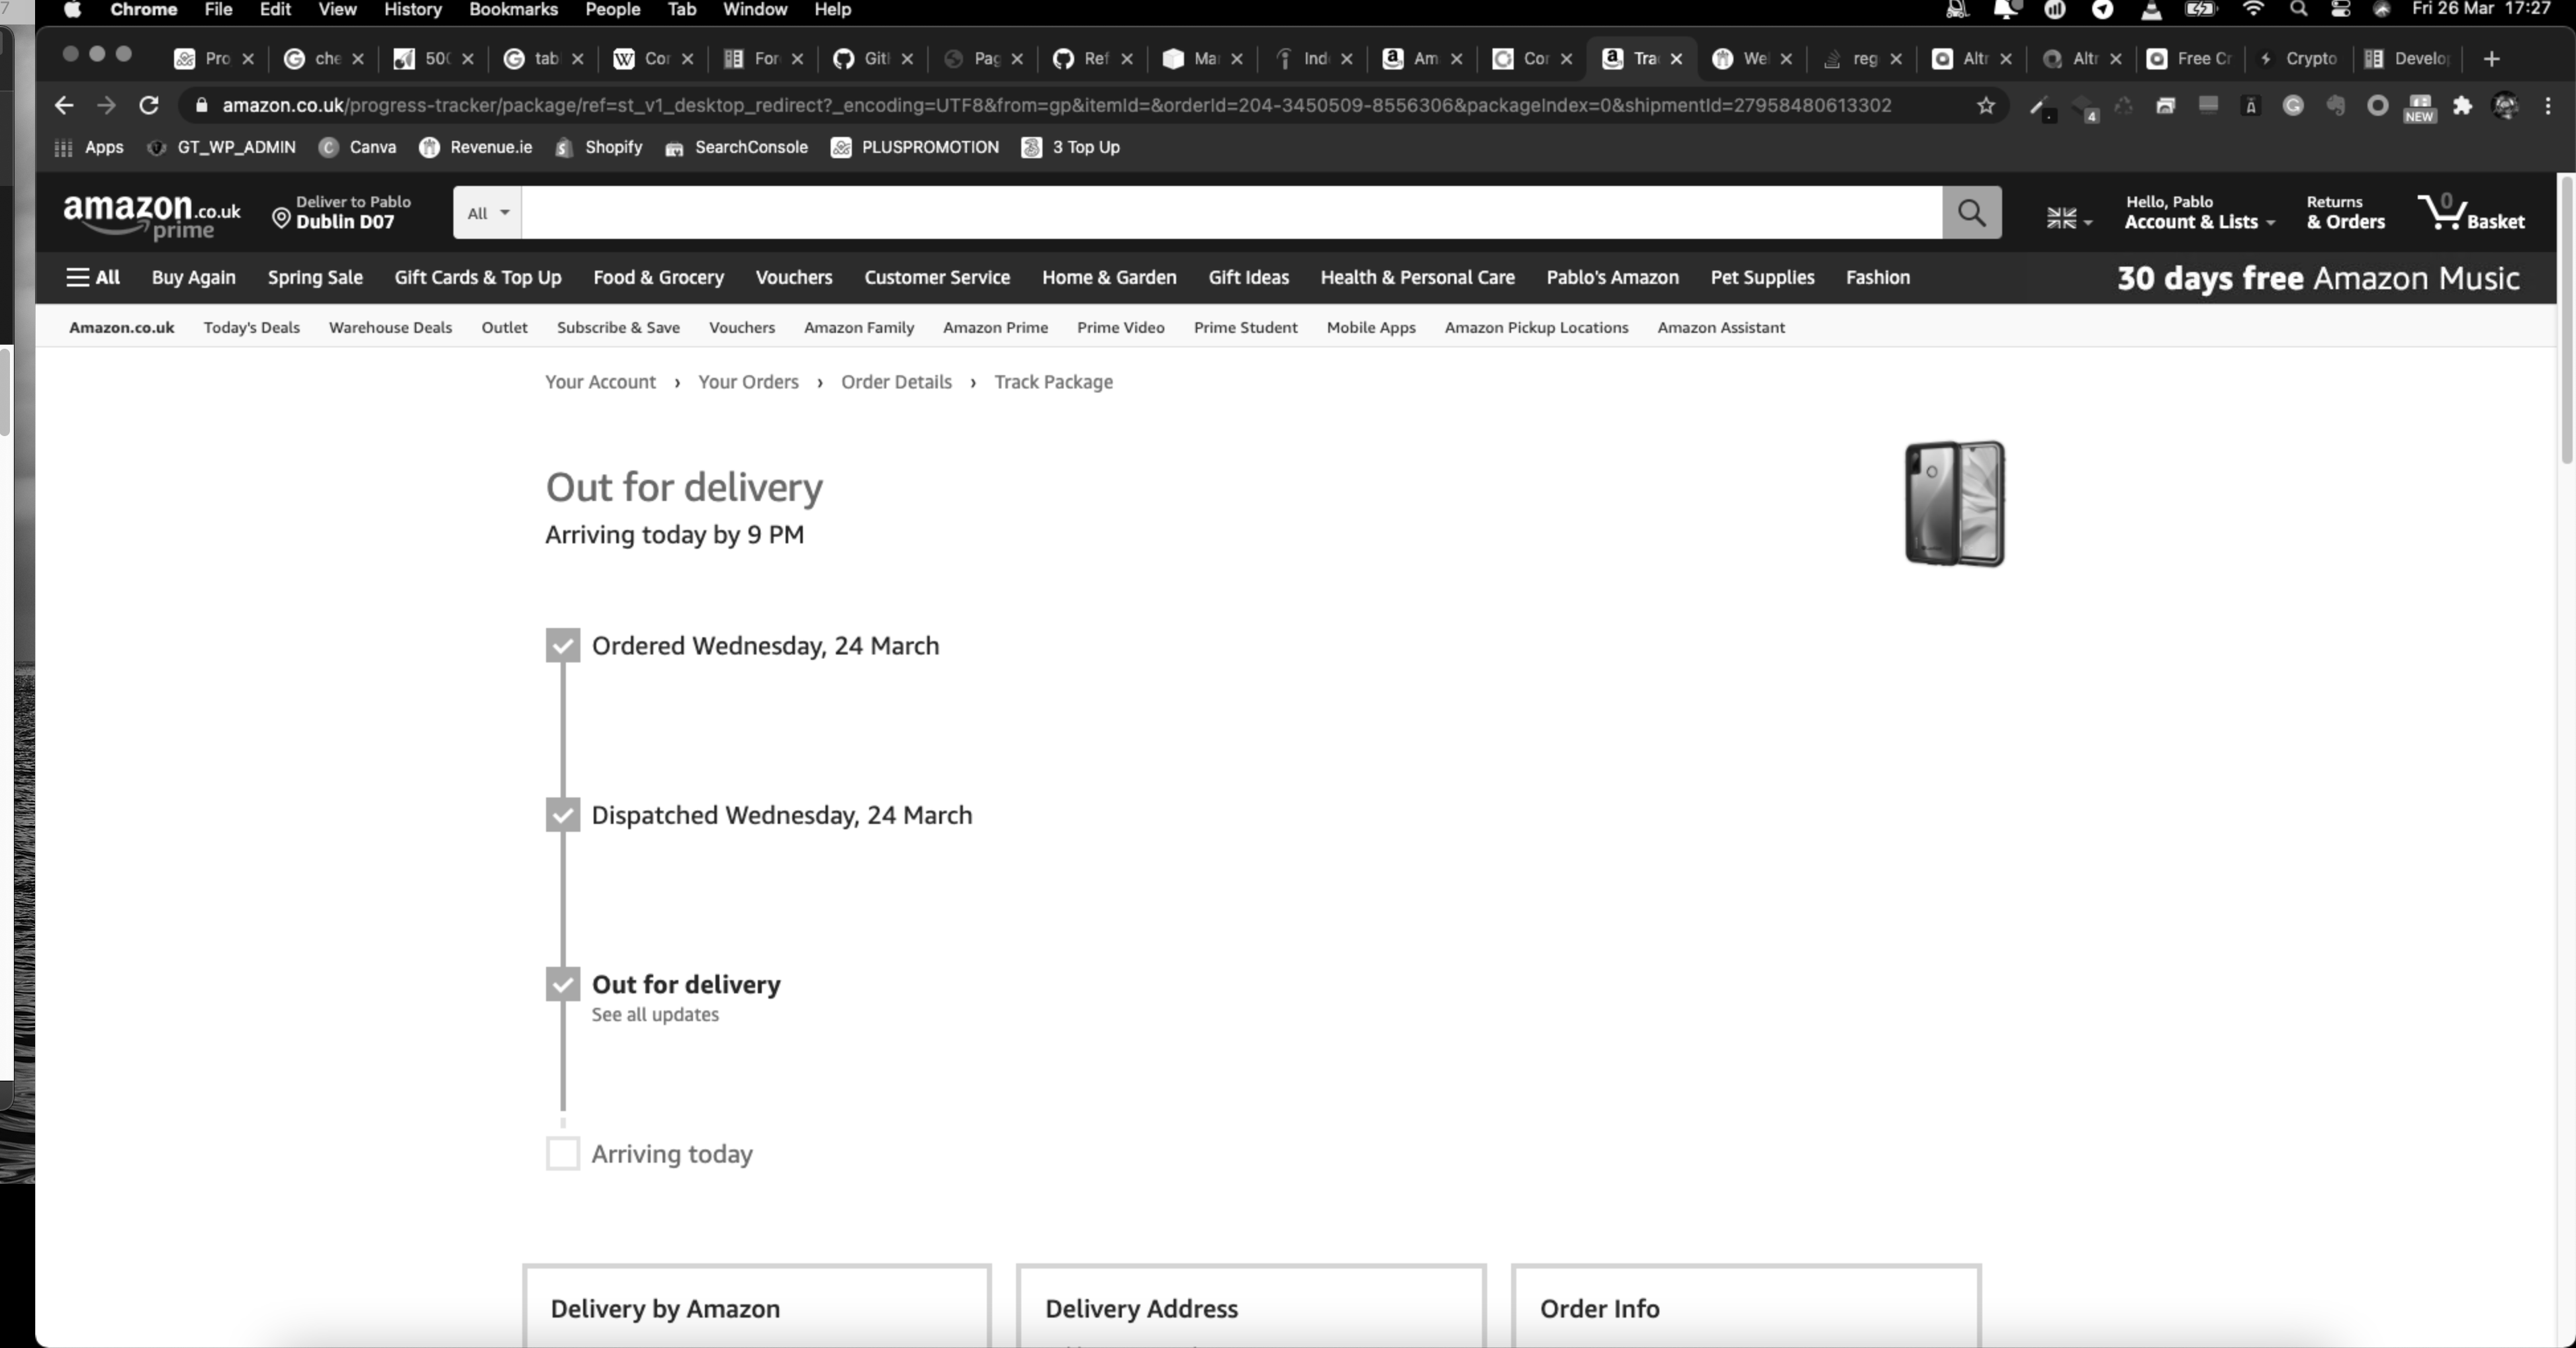 7
Chrome File Edit View History Bookmarks People Tab Window Help Fri 26 Mar 17:27
Pro che 500 tab Cor For Git Pag Ref Ma Ind Am Cor Tra We reg Altr Altr Free Cr Crypto Develo
amazon.co.uk/progress-tracker/package/ref=st_v1_desktop_redirect?_encoding=UTF8&from=gp&itemId=&orderId=204-3450509-8556306&packageIndex=0&shipmentId=27958480613302 4 NEW
Apps GT_WP_ADMIN Canva Revenue.ie Shopify SearchConsole PLUSPROMOTION 3 Top Up
amazon.co.uk
prime
Deliver to Pablo
Dublin D07
All
Hello, Pablo
Account & Lists
Returns
& Orders
0
Basket
All Buy Again Spring Sale Gift Cards & Top Up Food & Grocery Vouchers Customer Service Home & Garden Gift Ideas Health & Personal Care Pablo's Amazon Pet Supplies Fashion 30 days free Amazon Music
Amazon.co.uk Today's Deals Warehouse Deals Outlet Subscribe & Save Vouchers Amazon Family Amazon Prime Prime Video Prime Student Mobile Apps Amazon Pickup Locations Amazon Assistant
Your Account › Your Orders › Order Details › Track Package
Out for delivery
Arriving today by 9 PM
Ordered Wednesday, 24 March
Dispatched Wednesday, 24 March
Out for delivery
See all updates
Arriving today
Delivery by Amazon
Delivery Address
Order Info